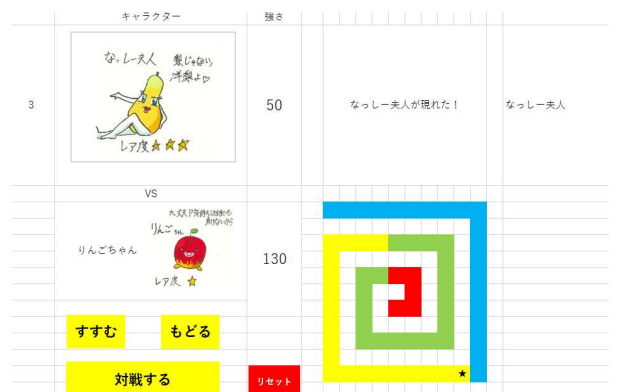 キャラクター
強さ
なっしー夫人 梨じゃない、
洋梨よ♡
レア度★★★
3
50
なっしー夫人が現れた！
なっしー夫人
VS
りんごちゃん
りんごちゃん
レア度 ★
130
すすむ
もどる
対戦する
リセット
★